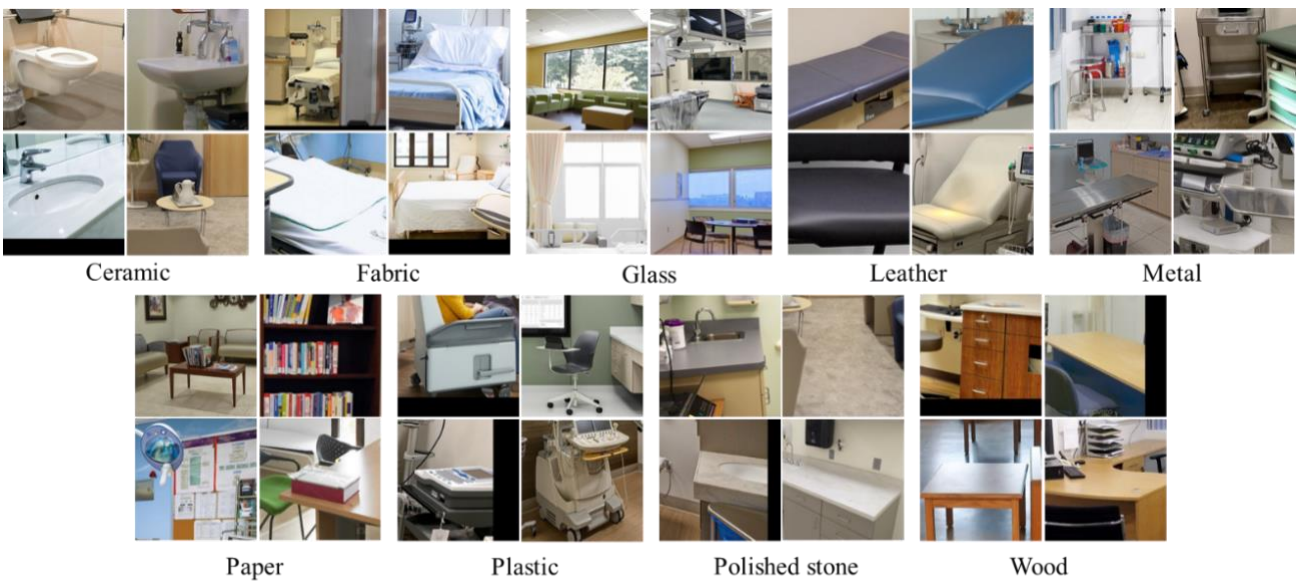 Ceramic
Fabric
Glass
Leather
Metal
Paper
Plastic
Polished stone
Wood